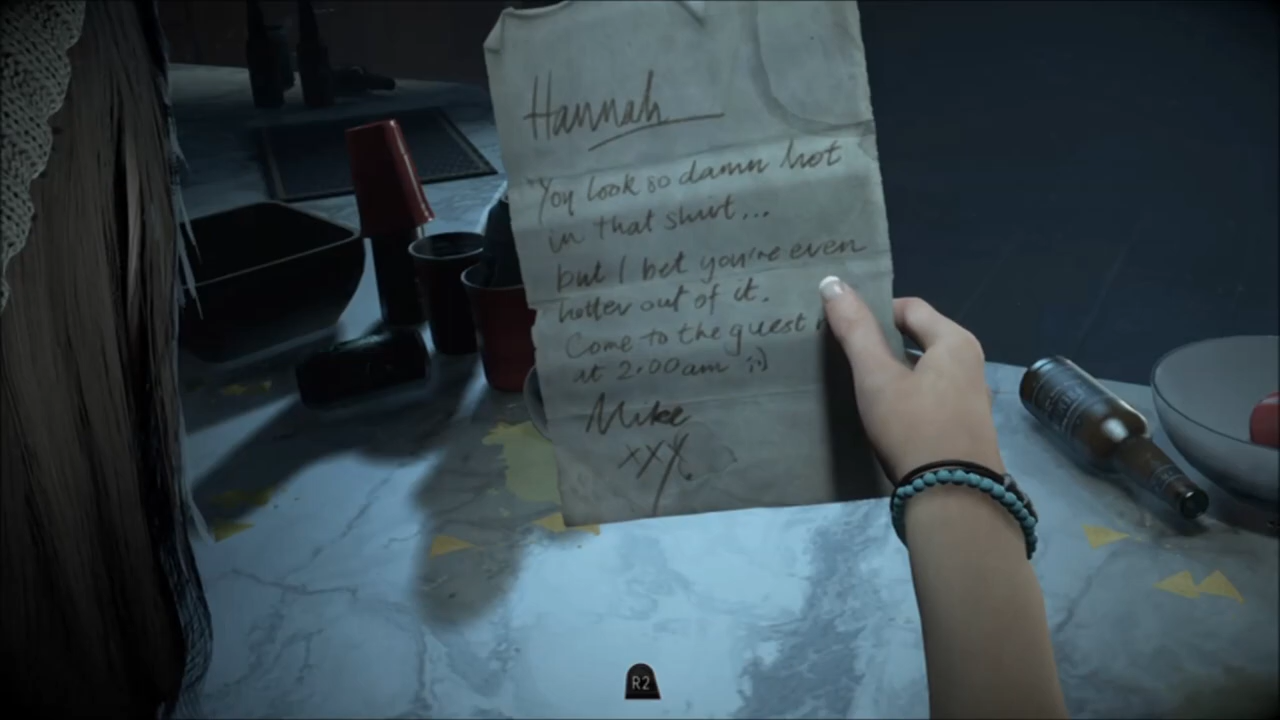 Hannah
You look so damn hot
in that shirt...
but I bet you're even
hotter out of it.
Come to the guest
at 2.00am ;)
Mike
xxx
R2